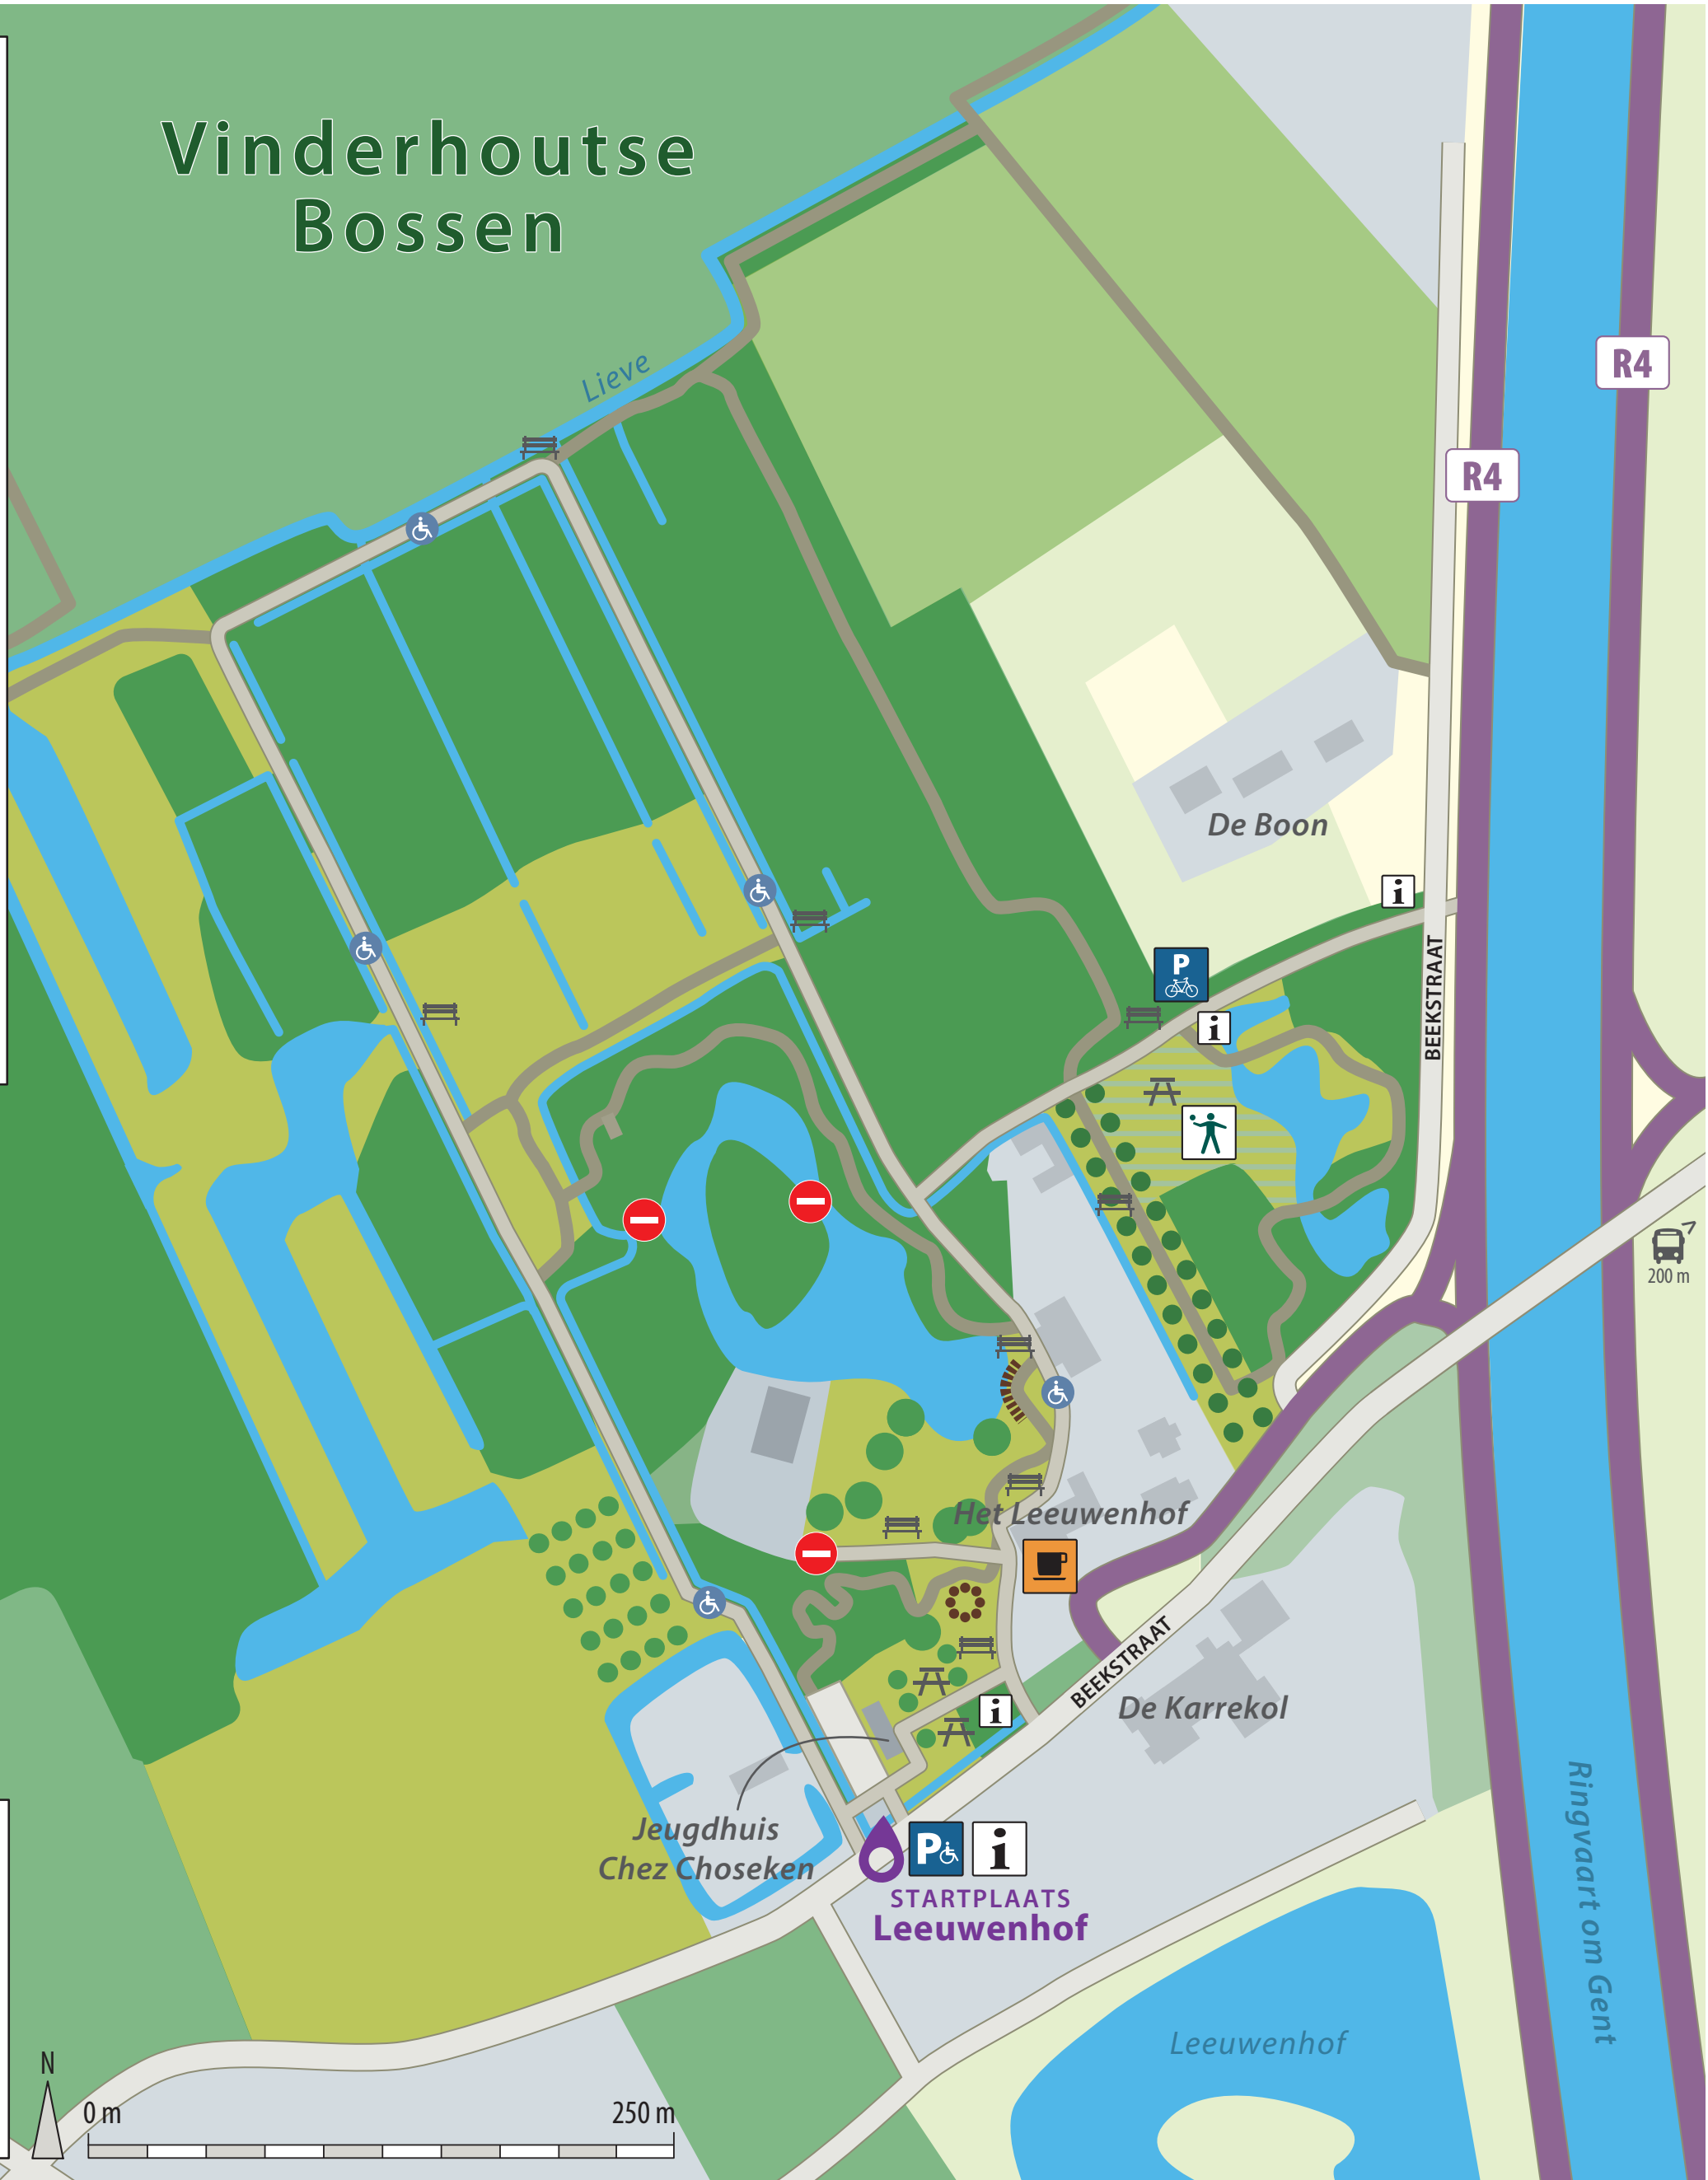 Vinderhoutse
Bossen
Lieve
R4
R4
De Boon
i
P
i
BEEKSTRAAT
200 m
Het Leeuwenhof
BEEKSTRAAT
De Karrekol
i
Jeugdhuis
Chez Choseken
P
i
STARTPLAATS
Leeuwenhof
Ringvaart om Gent
Leeuwenhof
N
0 m
250 m